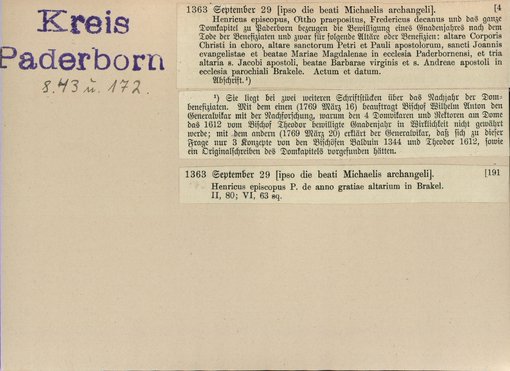 Kreis
Paderborn
S. 43 u. 172.
1363 September 29 [ipso die beati Michaelis archangeli]. [4
Henricus episcopus, Ottho praepositus, Fredericus decanus und das ganze
Domkapitel zu Paderborn bezeugen die Bewilligung eines Gnadenjahres nach dem
Tode der Benefiziaten und zwar für folgende Altäre oder Benefizien: altare Corporis
Christi in choro, altare sanctorum Petri et Pauli apostolorum, sancti Joannis
evangelistae et beatae Mariae Magdalenae in ecclesia Paderbornensi, et tria
altaria s. Jacobi apostoli, beatae Barbarae virginis et s. Andreae apostoli in
ecclesia parochiali Brakele. Actum et datum.
Abschrift.¹)
¹) Sie liegt bei zwei weiteren Schriftstücken über das Nachjahr der Dom-
benefiziaten. Mit dem einen (1769 März 16) beauftragt Bischof Wilhelm Anton den
Generalvikar mit der Nachforschung, warum den 4 Domvikaren und Rektoren am Dome
das 1612 vom Bischof Theodor bewilligte Gnadenjahr in Wirklichkeit nicht gewährt
werde; mit dem andern (1769 März 20) erklärt der Generalvikar, daß sich zu dieser
Frage nur 3 Konzepte von den Bischöfen Balduin 1344 und Theodor 1612, sowie
ein Originalschreiben des Domkapitels vorgefunden hätten.
1363 September 29 [ipso die beati Michaelis archangeli]. [191
Henricus episcopus P. de anno gratiae altarium in Brakel.
II, 80; VI, 63 sq.